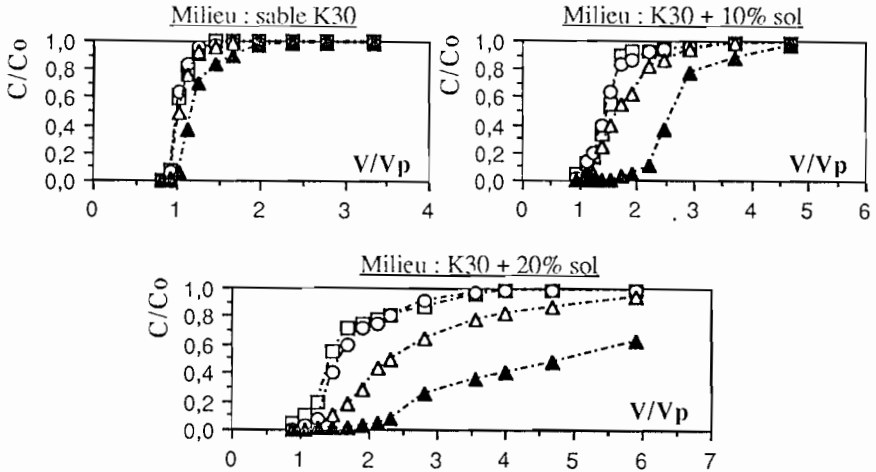 Milieu : sable K30
C/Co
1,0
0,8
0,6
0,4
0,2
0,0
V/Vp
0 1 2 3 4
Milieu : K30 + 10% sol
C/Co
1,0
0,8
0,6
0,4
0,2
0,0
V/Vp
0 1 2 3 4 5 6
Milieu : K30 + 20% sol
C/Co
1,0
0,8
0,6
0,4
0,2
0,0
V/Vp
0 1 2 3 4 5 6 7